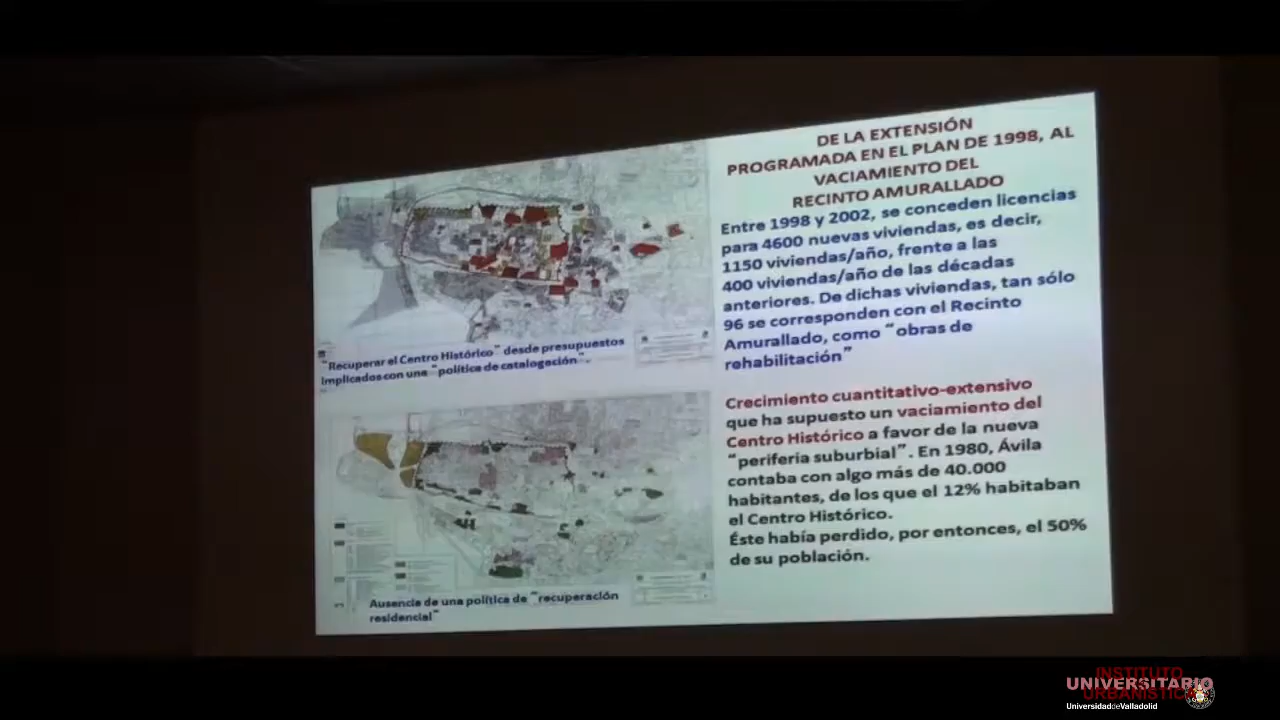 DE LA EXTENSIÓN
PROGRAMADA EN EL PLAN DE 1998, AL
VACIAMIENTO DEL
RECINTO AMURALLADO
Entre 1998 y 2002, se conceden licencias
para 4600 nuevas viviendas, es decir,
1150 viviendas/año, frente a las
400 viviendas/año de las décadas
anteriores. De dichas viviendas, tan sólo
96 se corresponden con el Recinto
Amurallado, como "obras de
rehabilitación"
"Recuperar el Centro Histórico" desde presupuestos
implicados con una "política de catalogación".
Crecimiento cuantitativo-extensivo
que ha supuesto un vaciamiento del
Centro Histórico a favor de la nueva
"periferia suburbial". En 1980, Ávila
contaba con algo más de 40.000
habitantes, de los que el 12% habitaban
el Centro Histórico.
Éste había perdido, por entonces, el 50%
de su población.
Ausencia de una política de "recuperación
residencial"
INSTITUTO
UNIVERSITARIO
URBANÍSTICA
UniversidaddeValladolid